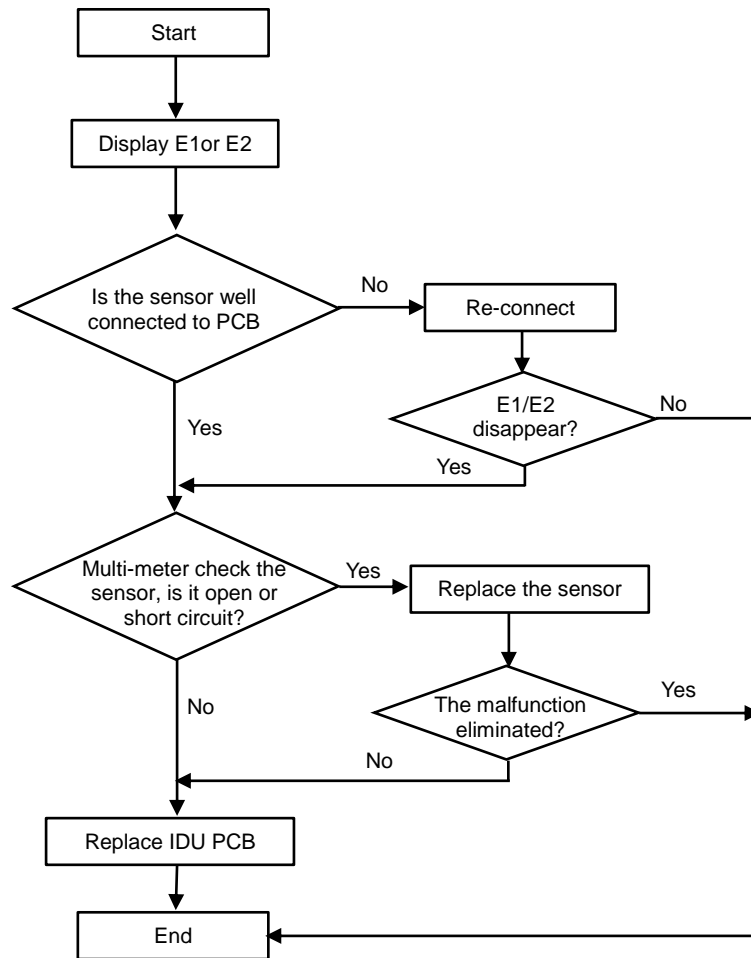 Start
Display E1or E2
Is the sensor well
connected to PCB
No
Re-connect
E1/E2
disappear?
No
Yes
Yes
Multi-meter check the
sensor, is it open or
short circuit?
Yes
Replace the sensor
The malfunction
eliminated?
Yes
No
No
Replace IDU PCB
End